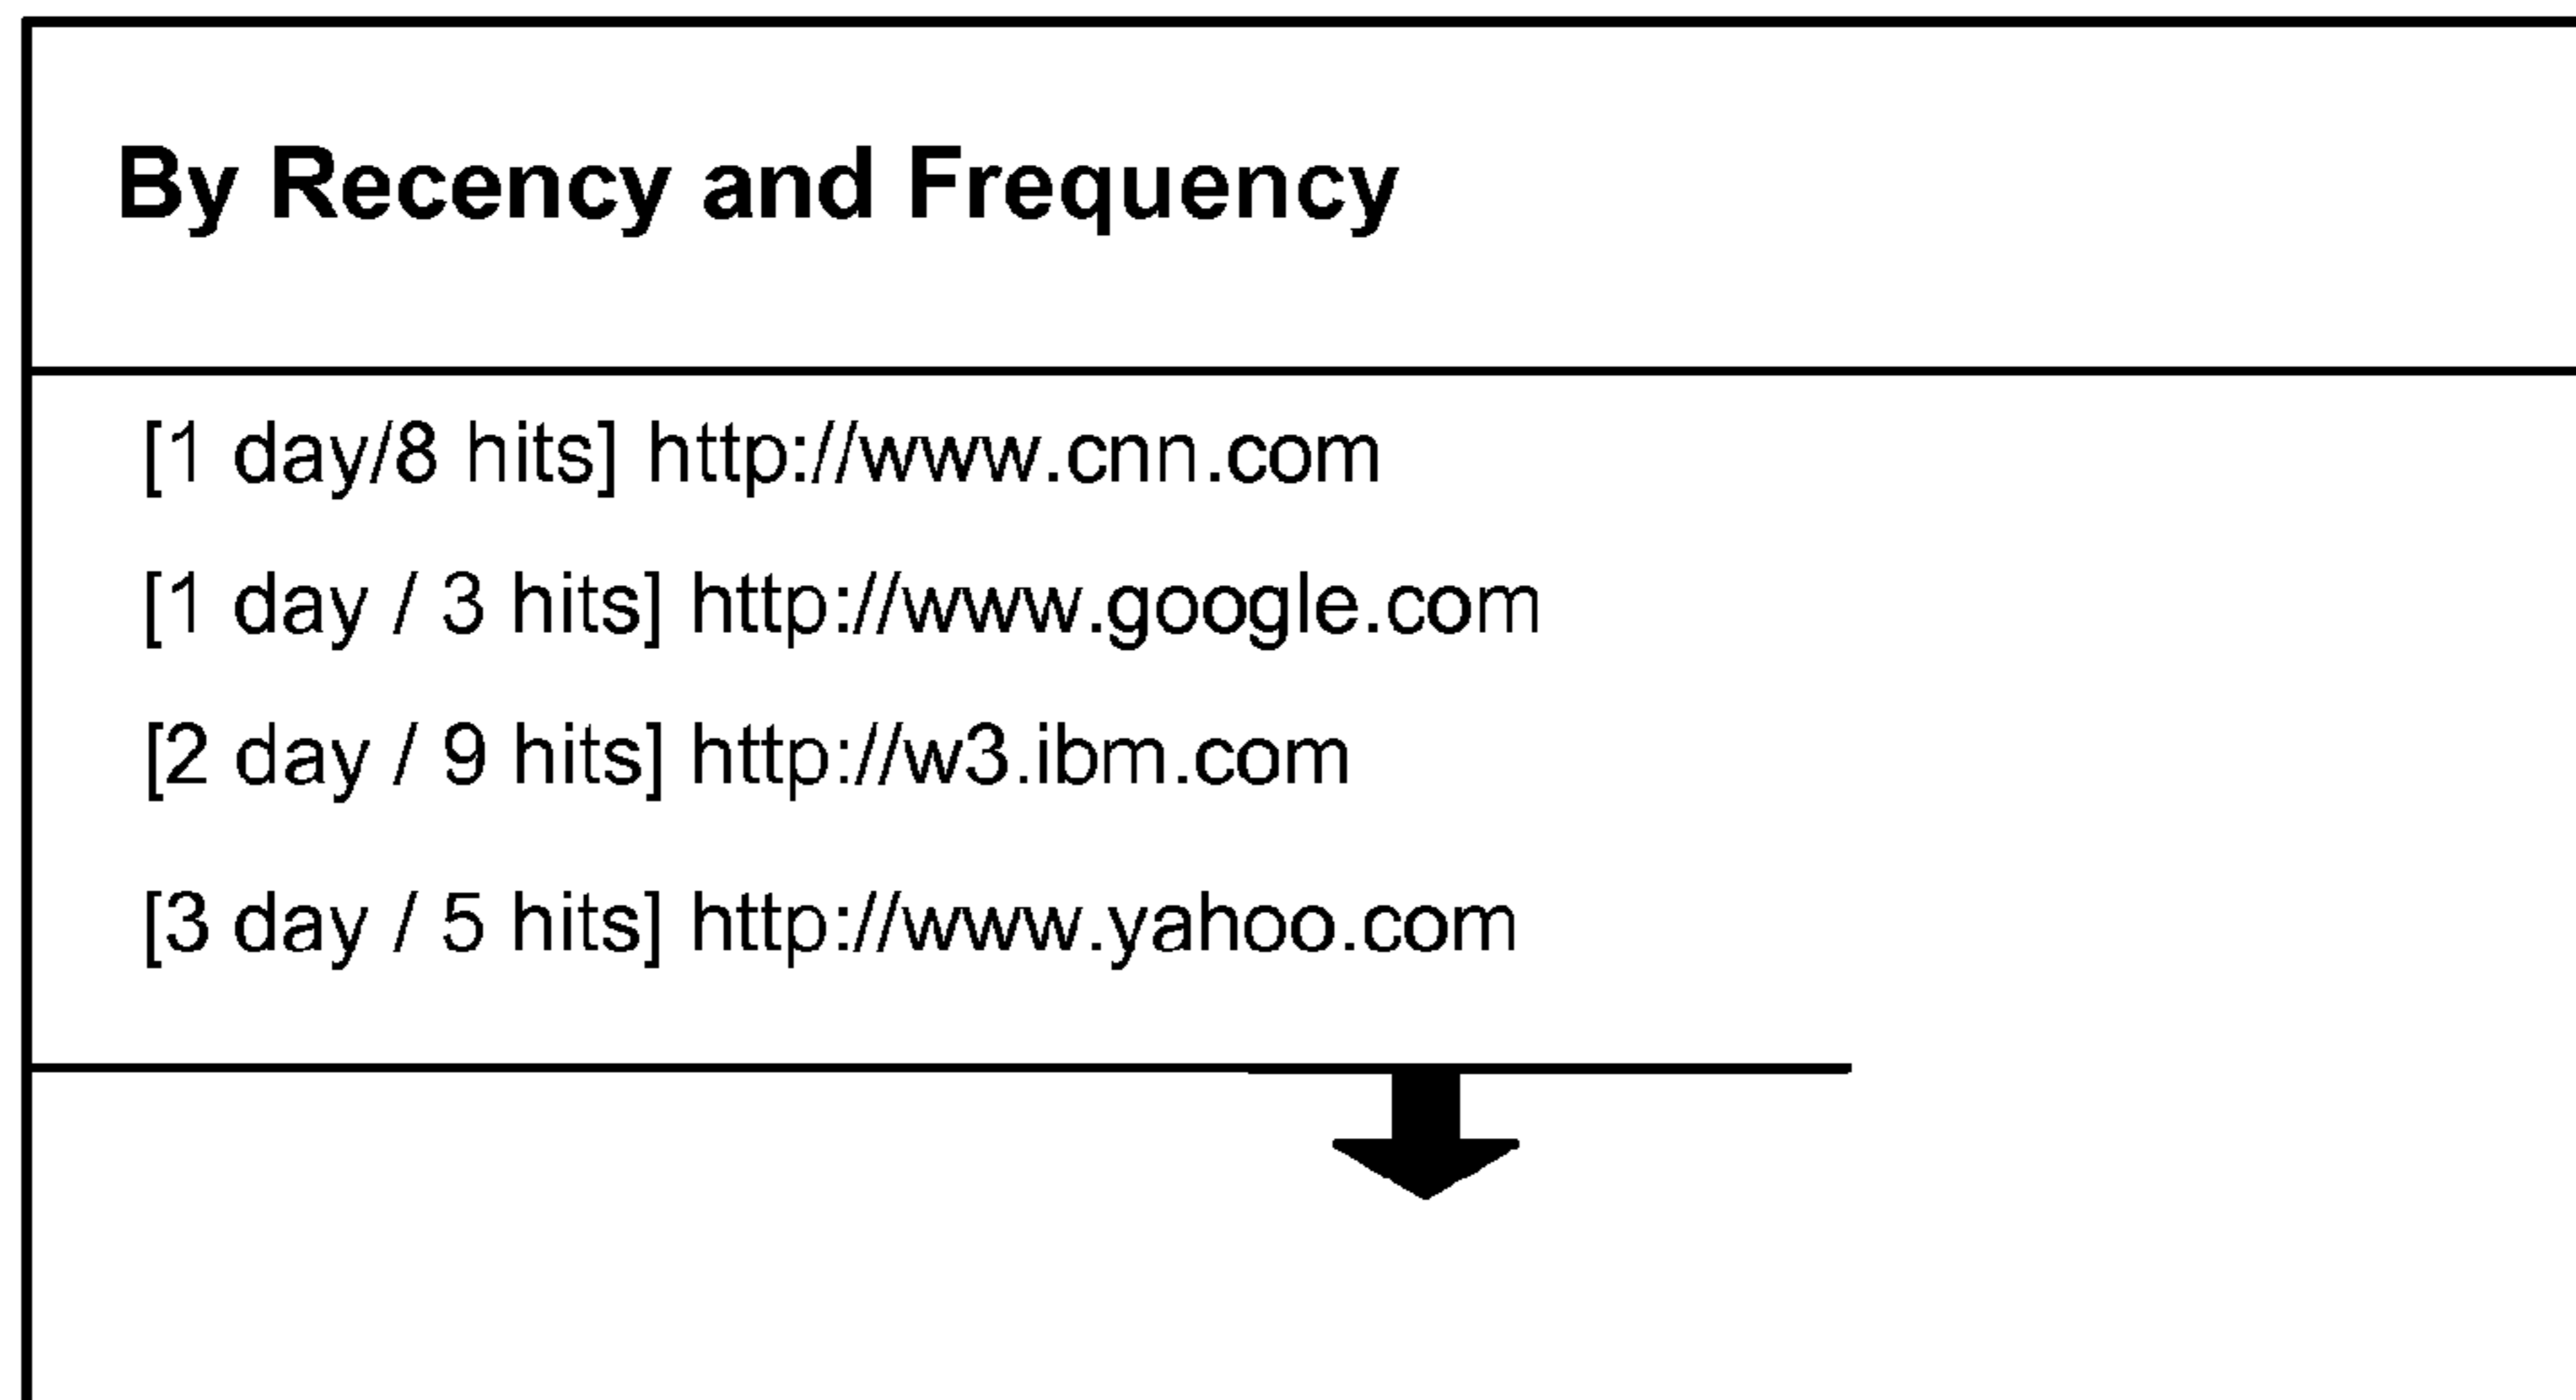 By Recency and Frequency
[1 day/8 hits] http://www.cnn.com
[1 day / 3 hits] http://www.google.com
[2 day / 9 hits] http://w3.ibm.com
[3 day / 5 hits] http://www.yahoo.com